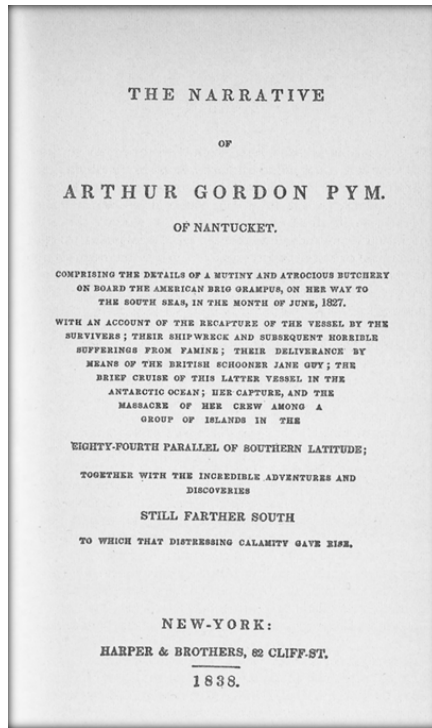 THE NARRATIVE
OF
ARTHUR GORDON PYM.
OF NANTUCKET.
COMPRISING THE DETAILS OF A MUTINY AND ATROCIOUS BUTCHERY
ON BOARD THE AMERICAN BRIG GRAMPUS, ON HER WAY TO
THE SOUTH SEAS, IN THE MONTH OF JUNE, 1827.
WITH AN ACCOUNT OF THE RECAPTURE OF THE VESSEL BY THE
SURVIVERS; THEIR SHIPWRECK AND SUBSEQUENT HORRIBLE
SUFFERINGS FROM FAMINE; THEIR DELIVERANCE BY
MEANS OF THE BRITISH SCHOONER JANE GUY; THE
BRIEF CRUISE OF THIS LATTER VESSEL IN THE
ANTARCTIC OCEAN; HER CAPTURE, AND THE
MASSACRE OF HER CREW AMONG A
GROUP OF ISLANDS IN THE
EIGHTY-FOURTH PARALLEL OF SOUTHERN LATITUDE;
TOGETHER WITH THE INCREDIBLE ADVENTURES AND
DISCOVERIES
STILL FARTHER SOUTH
TO WHICH THAT DISTRESSING CALAMITY GAVE RISE.
NEW-YORK:
HARPER & BROTHERS, 82 CLIFF-ST.
1838.